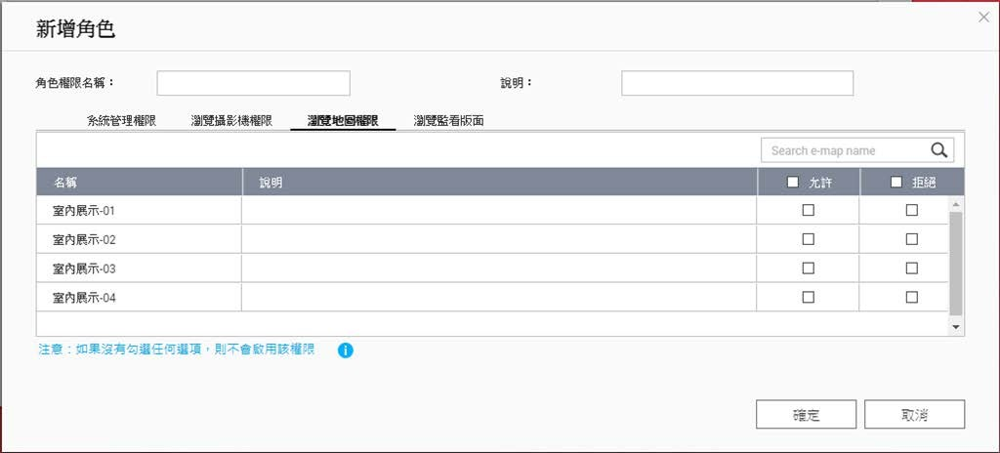 新增角色
角色權限名稱：
說明：
系統管理權限 瀏覽攝影機權限 瀏覽地圖權限 瀏覽監看版面
Search e-map name
名稱 說明 允許 拒絕
室內展示-01
室內展示-02
室內展示-03
室內展示-04
注意：如果沒有勾選任何選項，則不會啟用該權限
確定 取消